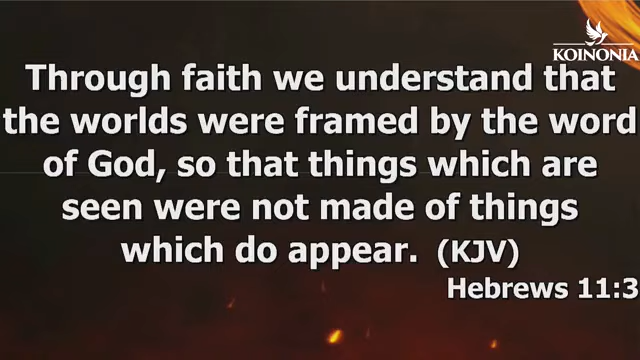 KOINONIA
Through faith we understand that
the worlds were framed by the word
of God, so that things which are
seen were not made of things
which do appear. (KJV)
Hebrews 11:3